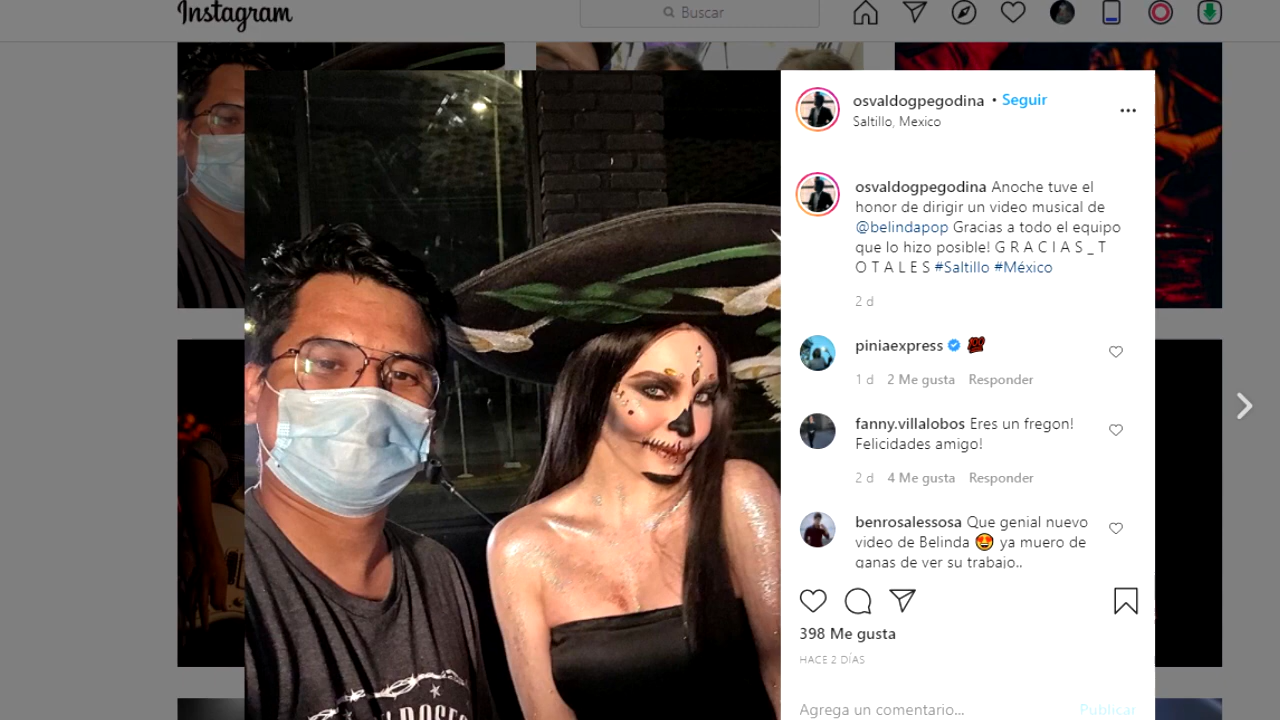 Instagram
Buscar
osvaldogpegodina • Seguir
Saltillo, Mexico
osvaldogpegodina Anoche tuve el
honor de dirigir un video musical de
@belindapop Gracias a todo el equipo
que lo hizo posible! G R A C I A S _ T
O T A L E S #Saltillo #México
2 d
piniaexpress 💯
1 d 2 Me gusta Responder
fanny.villalobos Eres un fregon!
Felicidades amigo!
2 d 4 Me gusta Responder
benrosalessosa Que genial nuevo
video de Belinda 🤩 ya muero de
ganas de ver su trabajo..
398 Me gusta
HACE 2 DÍAS
Agrega un comentario... Publicar